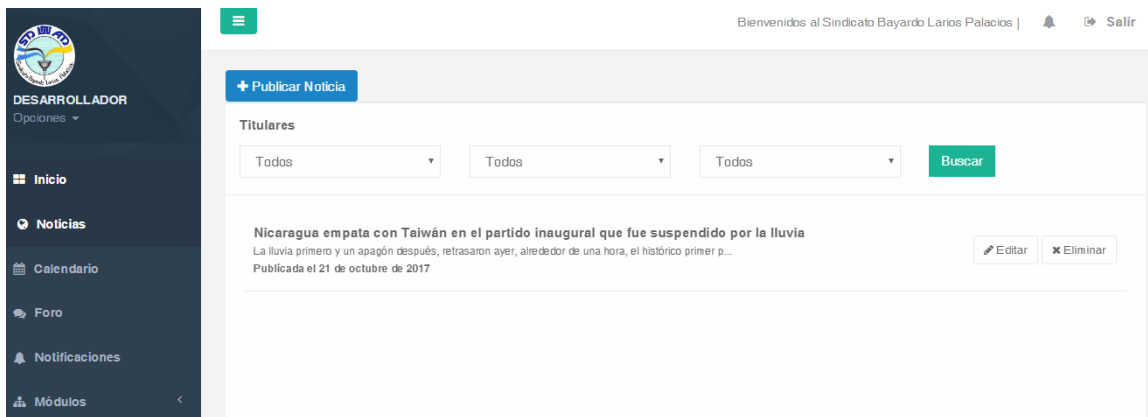 Bienvenidos al Sindicato Bayardo Larios Palacios |
Salir
DESARROLLADOR
Opciones
Inicio
Noticias
Calendario
Foro
Notificaciones
Módulos
Publicar Noticia
Titulares
Todos Todos Todos Buscar
Nicaragua empata con Taiwán en el partido inaugural que fue suspendido por la lluvia
La lluvia primero y un apagón después, retrasaron ayer, alrededor de una hora, el histórico primer p...
Publicada el 21 de octubre de 2017
Editar Eliminar